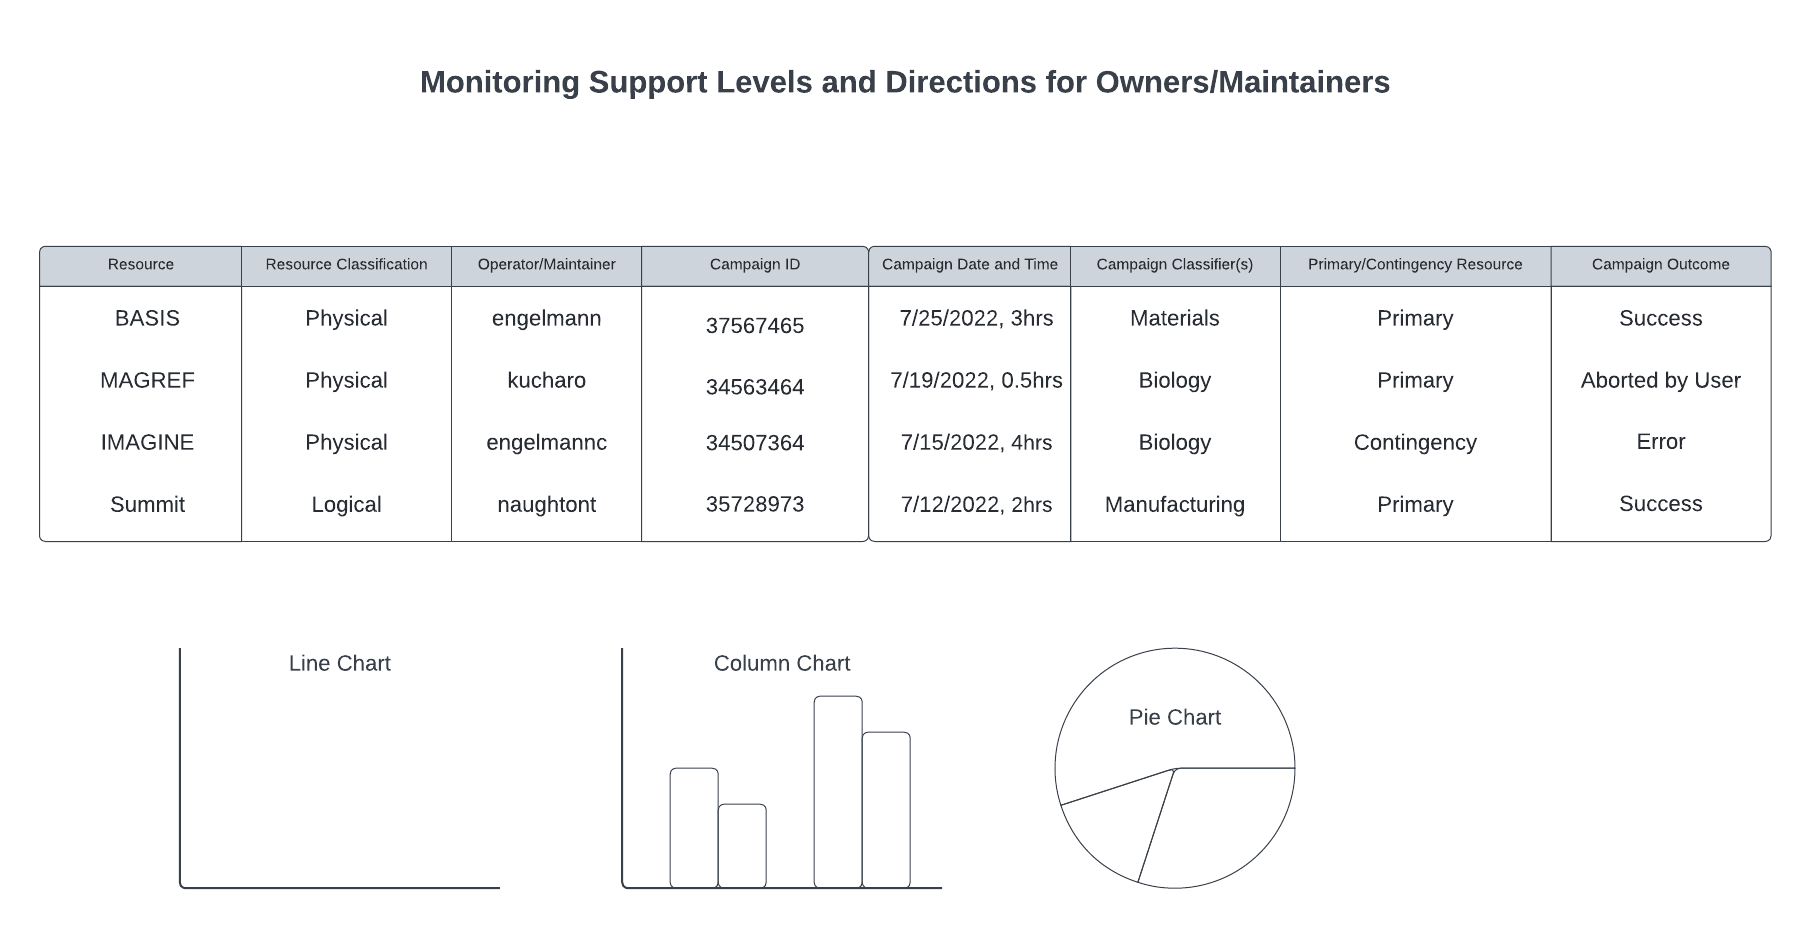 Monitoring Support Levels and Directions for Owners/Maintainers
Resource Resource Classification Operator/Maintainer Campaign ID Campaign Date and Time Campaign Classifier(s) Primary/Contingency Resource Campaign Outcome
BASIS Physical engelmann 37567465 7/25/2022, 3hrs Materials Primary Success
MAGREF Physical kucharo 34563464 7/19/2022, 0.5hrs Biology Primary Aborted by User
IMAGINE Physical engelmannc 34507364 7/15/2022, 4hrs Biology Contingency Error
Summit Logical naughtont 35728973 7/12/2022, 2hrs Manufacturing Primary Success
Line Chart
Column Chart
Pie Chart